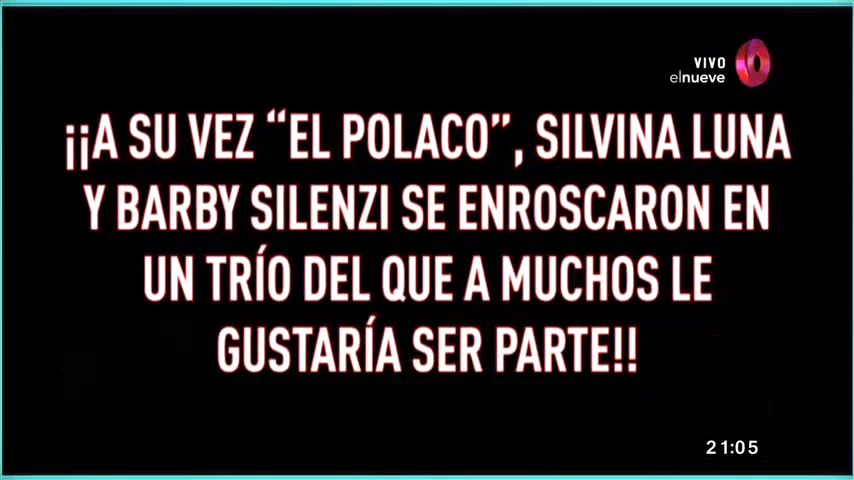 VIVO
elnueve
¡¡A SU VEZ “EL POLACO”, SILVINA LUNA
Y BARBY SILENZI SE ENROSCARON EN
UN TRÍO DEL QUE A MUCHOS LE
GUSTARÍA SER PARTE!!
21:05